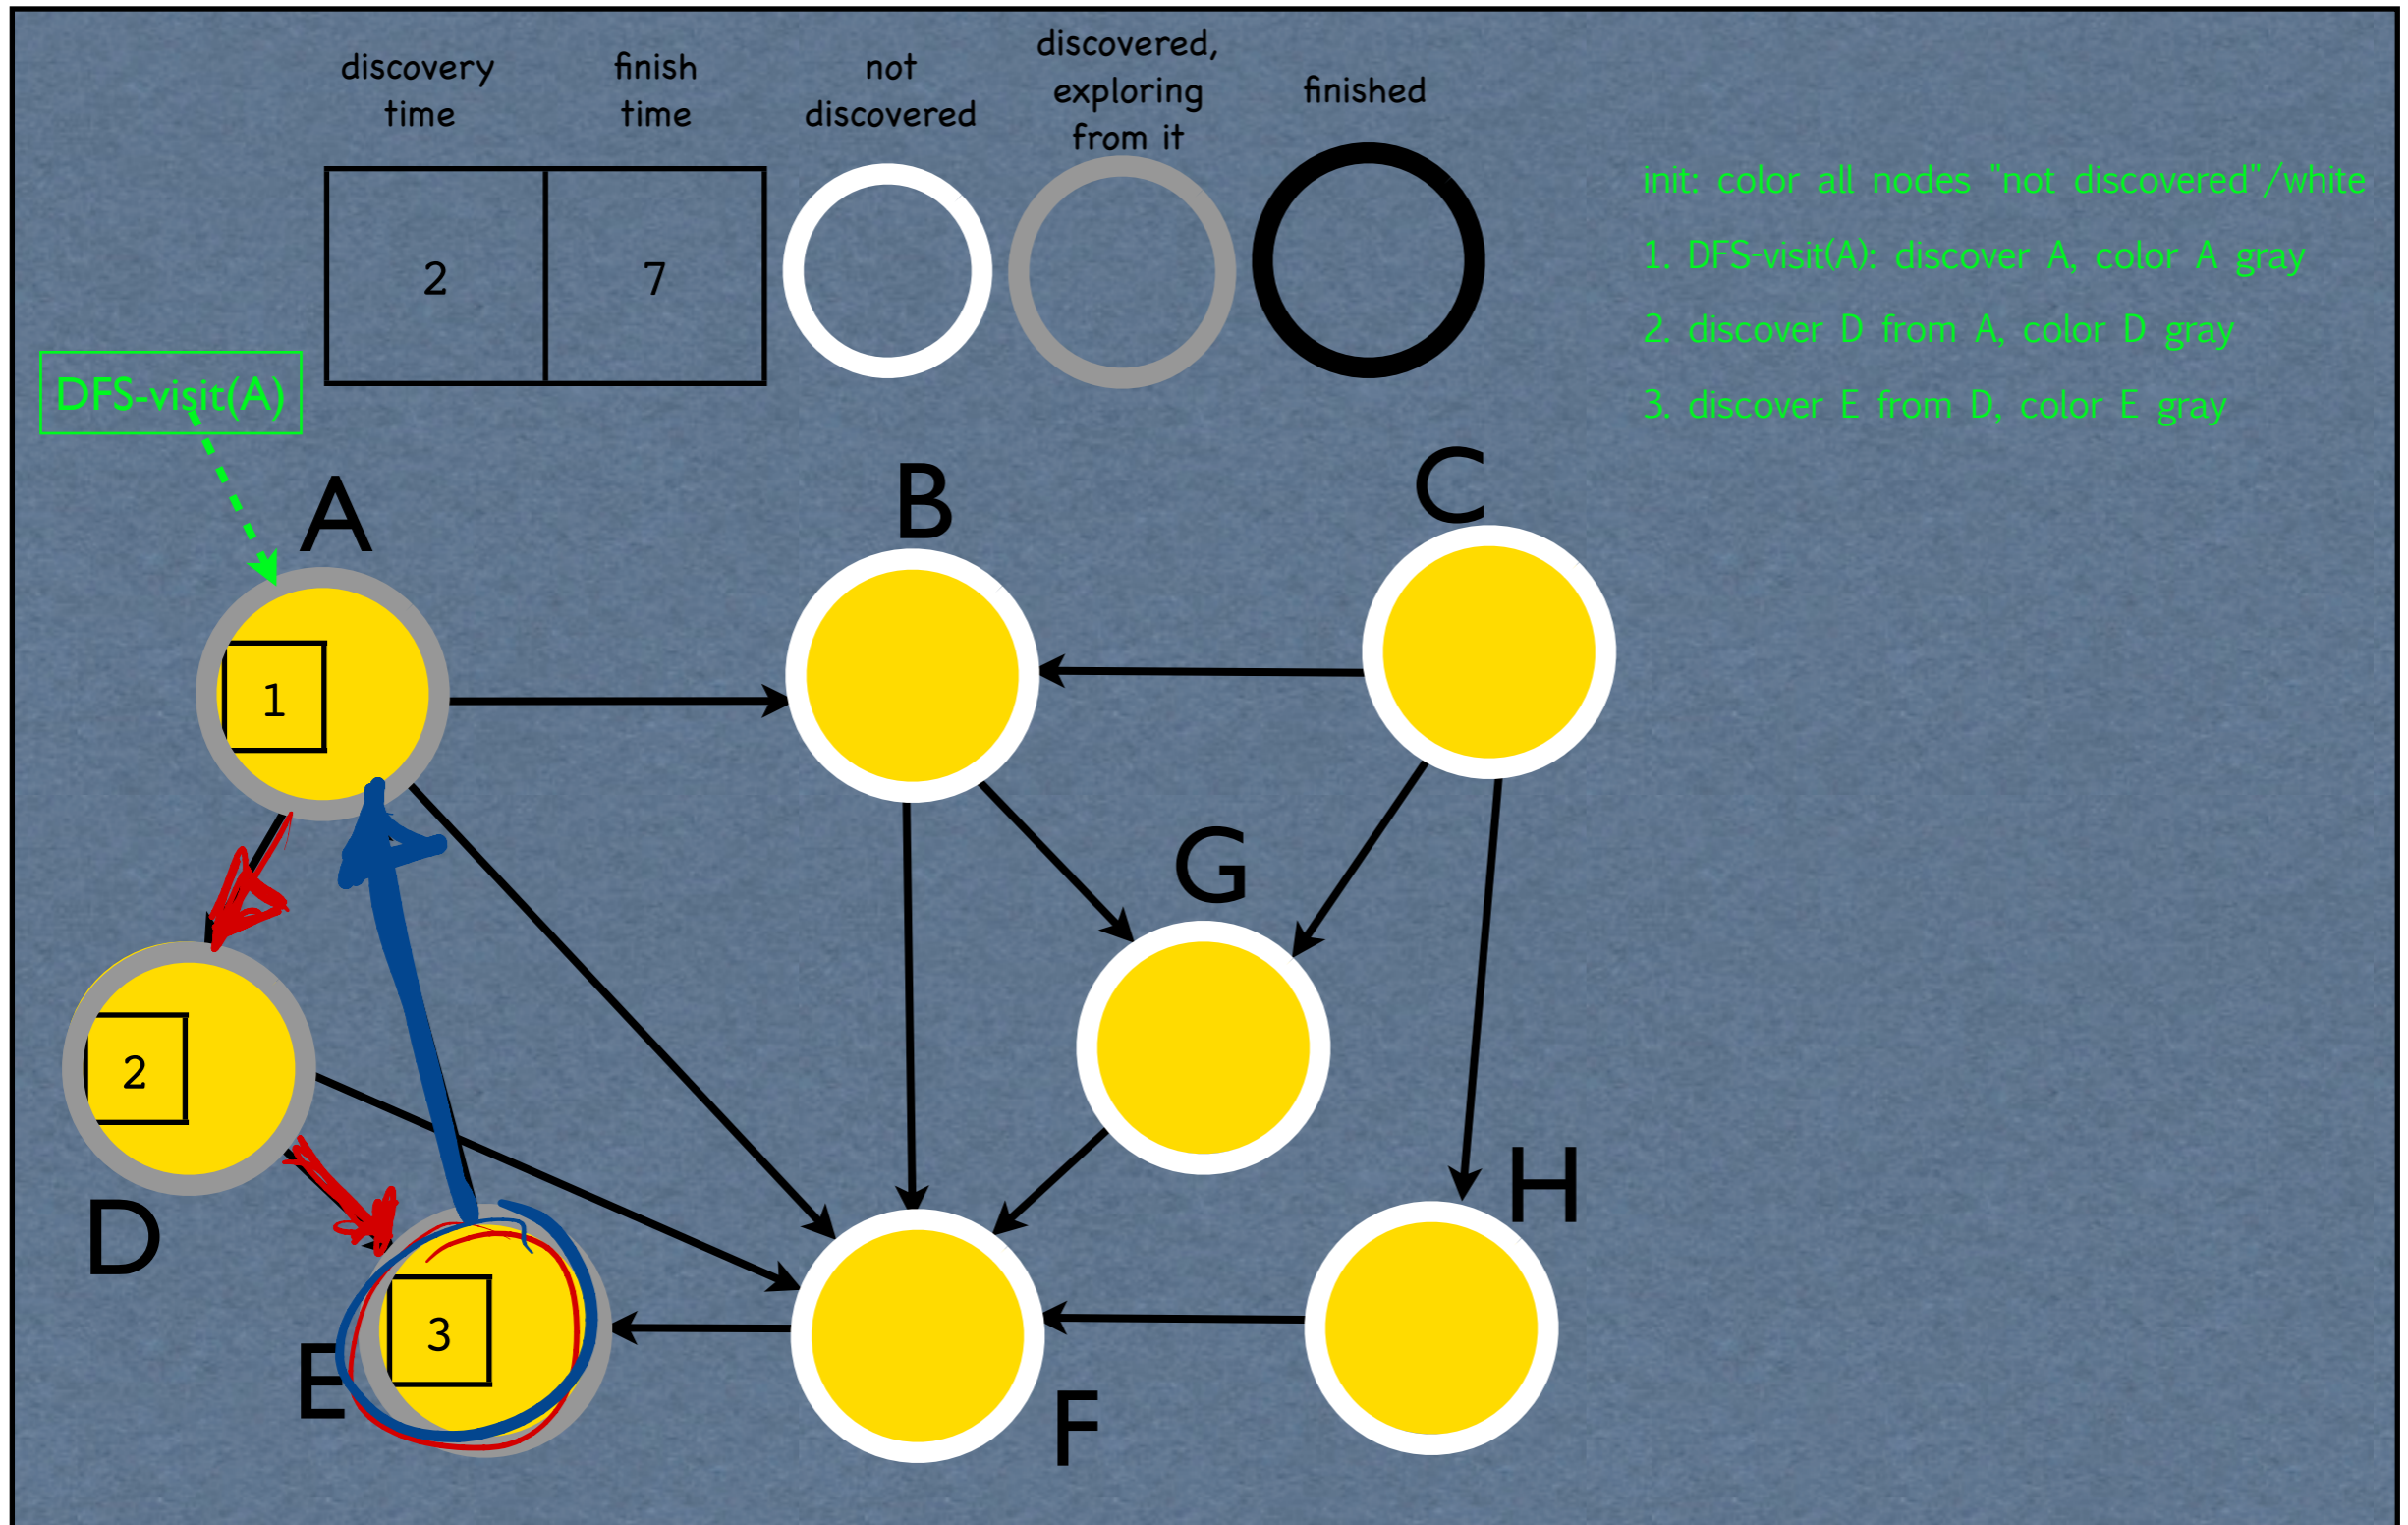 discovery
time
finish
time
not
discovered
discovered,
exploring
from it
finished
2
7
init: color all nodes "not discovered"/white
1. DFS-visit(A): discover A, color A gray
2. discover D from A, color D gray
3. discover E from D, color E gray
DFS-visit(A)
A
B
C
1
G
2
D
H
E
3
F